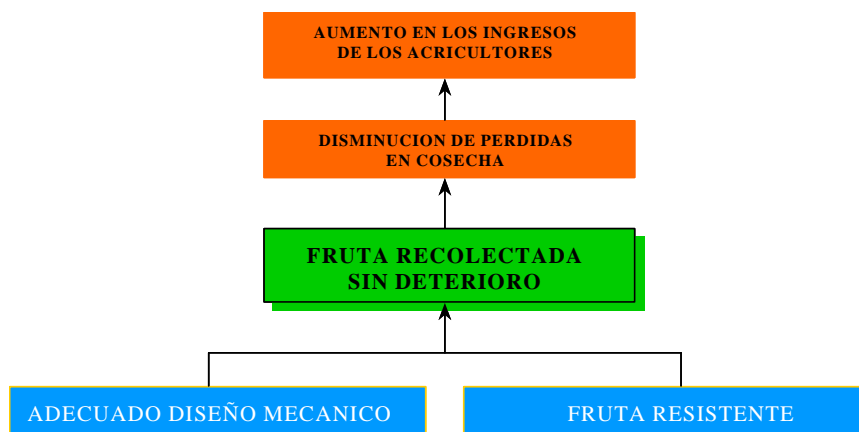 AUMENTO EN LOS INGRESOS
DE LOS ACRICULTORES
DISMINUCION DE PERDIDAS
EN COSECHA
FRUTA RECOLECTADA
SIN DETERIORO
ADECUADO DISEÑO MECANICO
FRUTA RESISTENTE